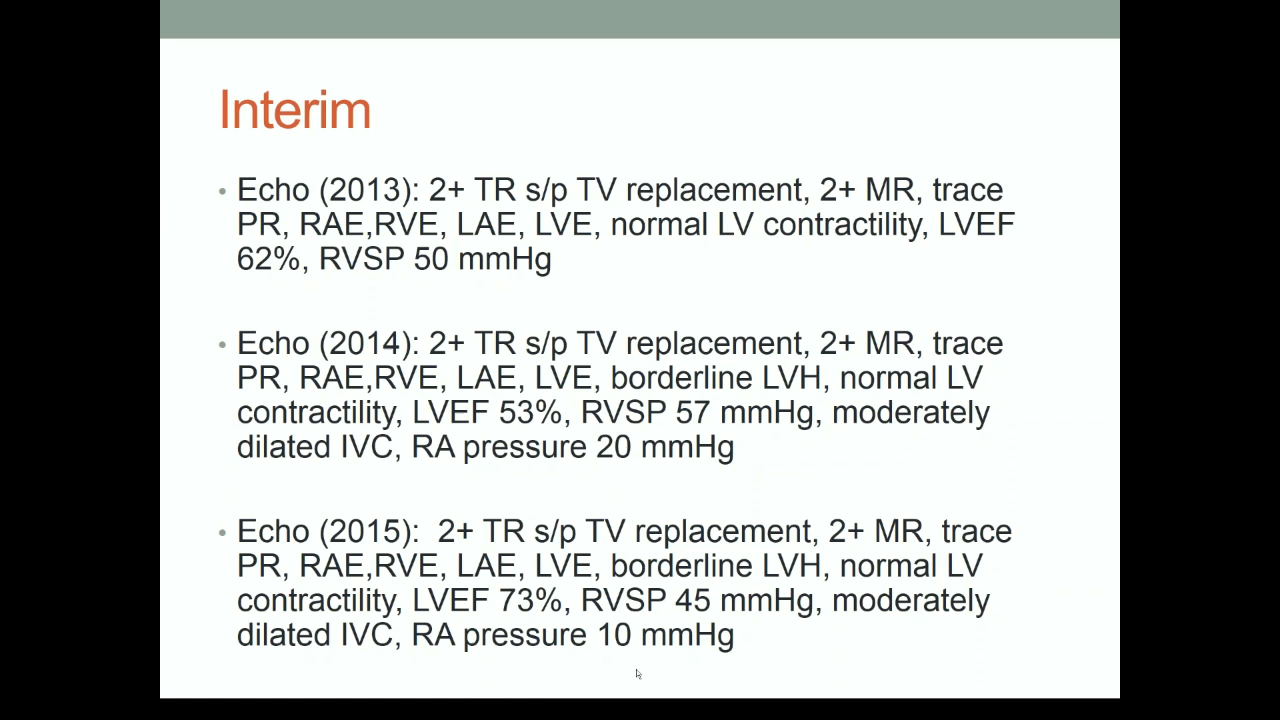 Interim
• Echo (2013): 2+ TR s/p TV replacement, 2+ MR, trace
PR, RAE,RVE, LAE, LVE, normal LV contractility, LVEF
62%, RVSP 50 mmHg
• Echo (2014): 2+ TR s/p TV replacement, 2+ MR, trace
PR, RAE,RVE, LAE, LVE, borderline LVH, normal LV
contractility, LVEF 53%, RVSP 57 mmHg, moderately
dilated IVC, RA pressure 20 mmHg
• Echo (2015):  2+ TR s/p TV replacement, 2+ MR, trace
PR, RAE,RVE, LAE, LVE, borderline LVH, normal LV
contractility, LVEF 73%, RVSP 45 mmHg, moderately
dilated IVC, RA pressure 10 mmHg